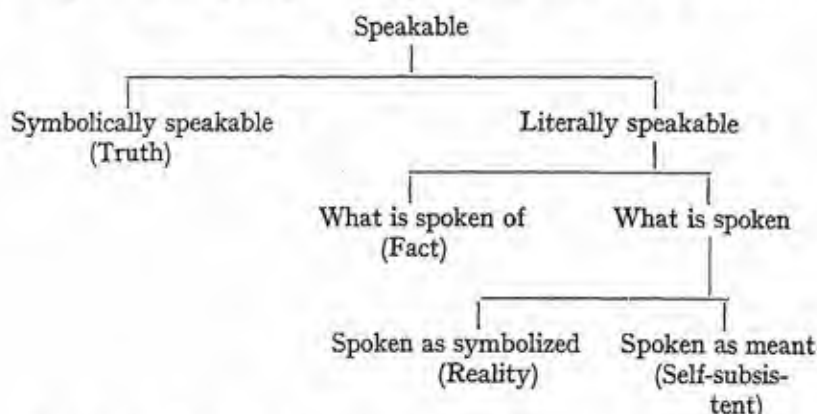 Speakable
Symbolically speakable
(Truth)
Literally speakable
What is spoken of
(Fact)
What is spoken
Spoken as symbolized
(Reality)
Spoken as meant
(Self-subsis-
tent)